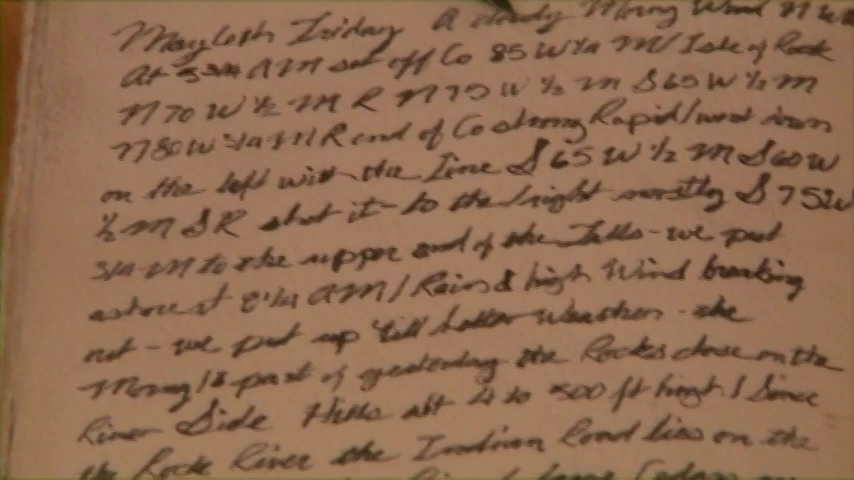 May 6th Friday A cloudy Morng Wind N W
At 5 3/4 AM set off Co 85 W 1/2 M / Isle of Rock
N 70 W 1/2 M R N 75 W 1/2 m S 65 W 1/2 M
N 80 W 3/4 M / R end of Co strong Rapid / went down
on the left with the Line S 65 W 1/2 M S 60 W
1/2 M S R shot it to the / right mostly S 75 W
3/4 M to the upper end of the Falls - we put
ashore at 8 1/4 AM / Rain & high Wind breaking
out - we put up till better Weather - the
Morng / & part of yesterday the Rocks close on the
River Side Hills abt 4 to 500 ft high / Since
the Rock River the Indian Road lies on the